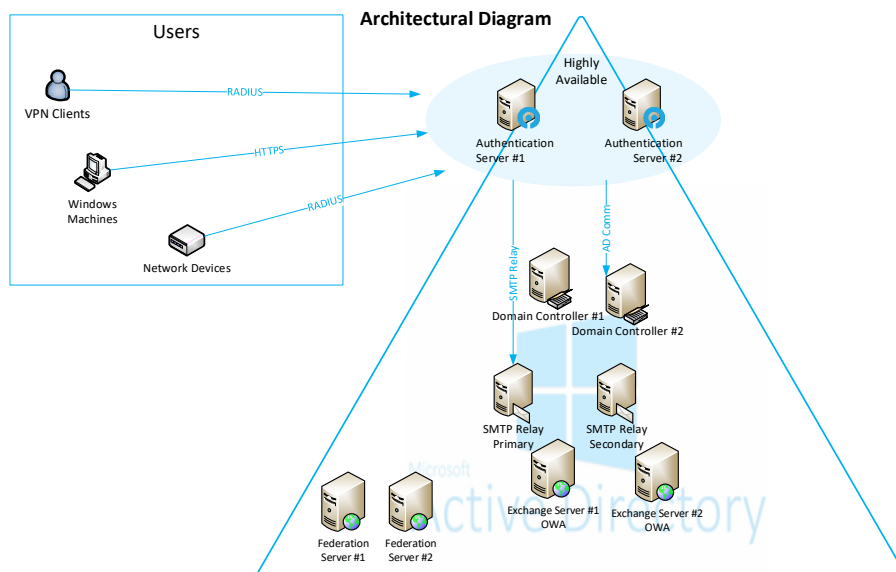 Architectural Diagram
Users
VPN Clients
RADIUS
Windows
Machines
HTTPS
Network Devices
RADIUS
Highly
Available
Authentication
Server #1
Authentication
Server #2
SMTP Relay
AD Comm
Domain Controller #1
Domain Controller #2
SMTP Relay
Primary
SMTP Relay
Secondary
Microsoft
Active Directory
Exchange Server #1
OWA
Exchange Server #2
OWA
Federation
Server #1
Federation
Server #2